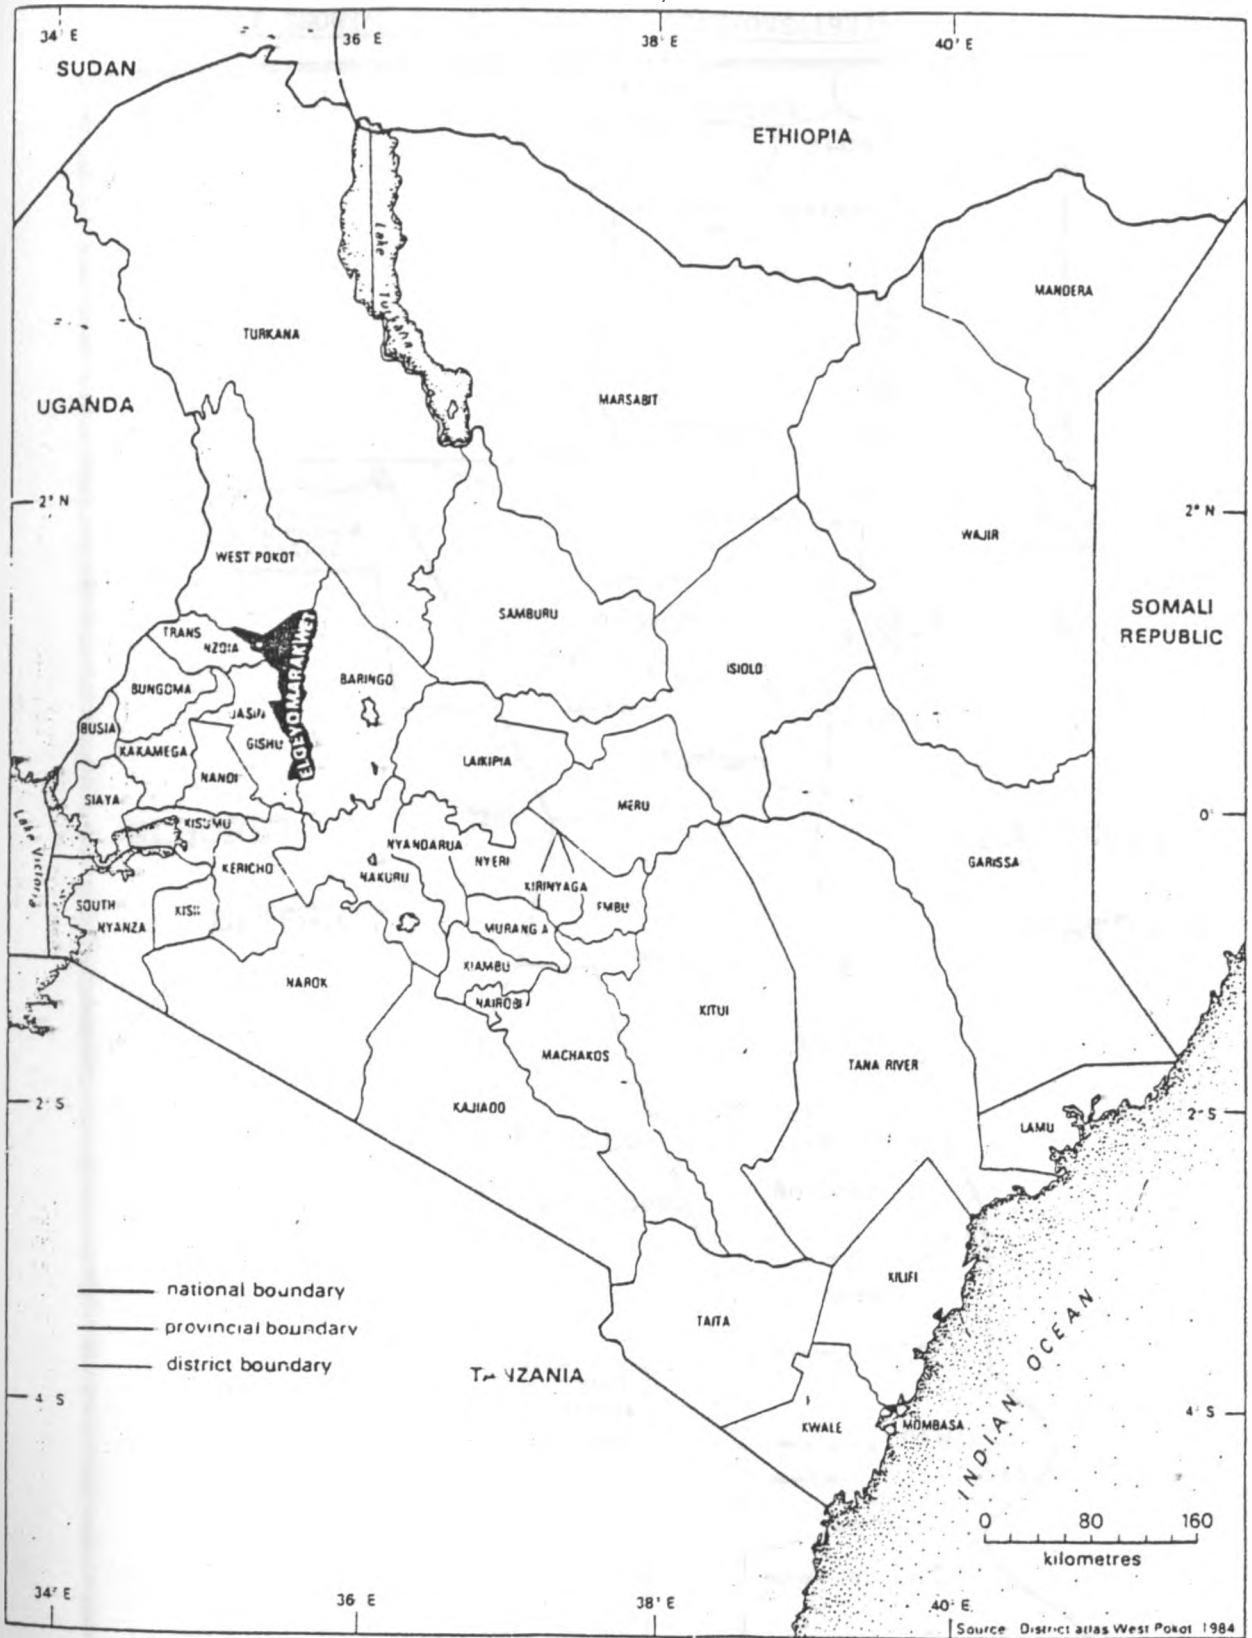 34° E
36° E
38° E
40° E
SUDAN
ETHIOPIA
MANDERA
TURKANA
Lake Turkana
MARSABIT
UGANDA
2° N
2° N
WAJIR
WEST POKOT
SAMBURU
SOMALI
REPUBLIC
TRANS
NZOIA
ELGEYO MARAKWET
ISIOLO
BARINGO
BUNGOMA
BUSIA
GISHU
KAKAMEGA
LAIKIPIA
NANDI
SIAYA
MERU
0°
KISUMU
Lake Victoria
NYANDARUA
NYERI
GARISSA
KERICHO
NAKURU
KIRINYAGA
EMBU
SOUTH
NYANZA
KISII
MURANG A
KIAMBU
NAROK
NAIROBI
KITUI
MACHAKOS
TANA RIVER
KAJIADO
2° S
2° S
LAMU
KILIFI
national boundary
TAITA
provincial boundary
district boundary
INDIAN OCEAN
4° S
4° S
KWALE
MOMBASA
0 80 160
kilometres
34° E
36° E
38° E
40° E
Source: District atlas West Pokot 1984